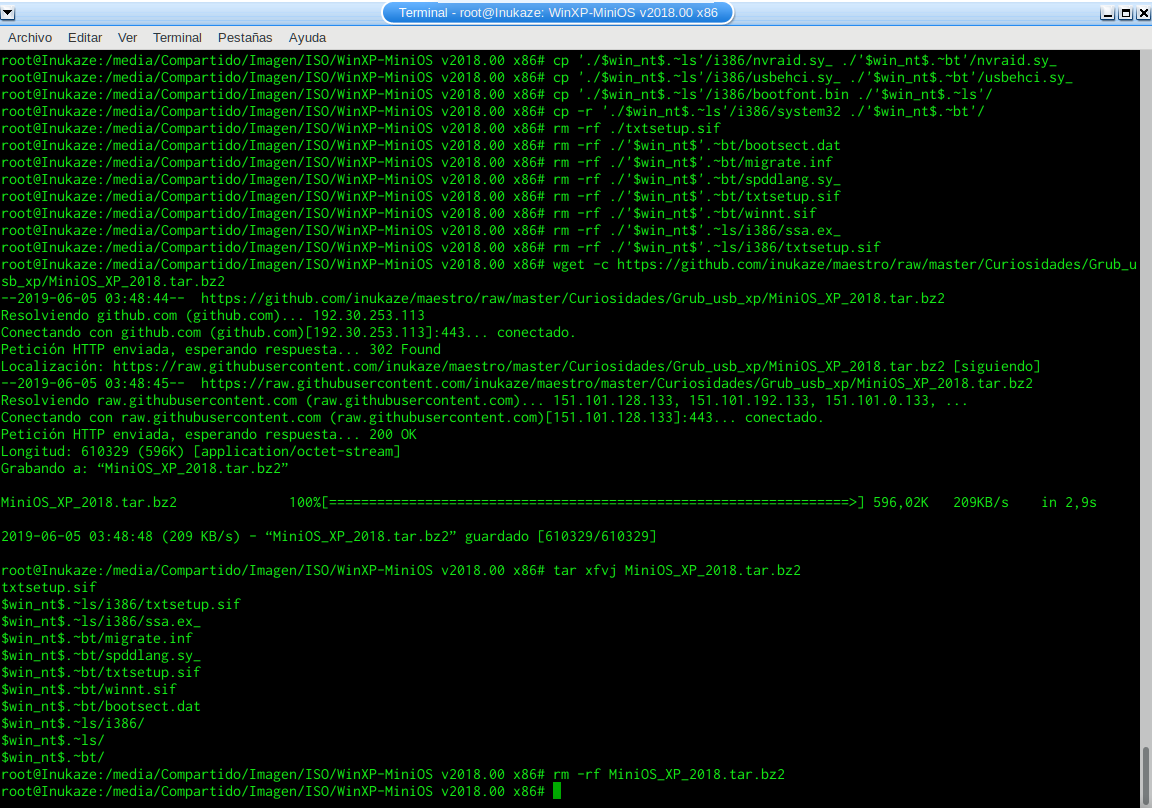 Terminal - root@Inukaze: WinXP-MiniOS v2018.00 x86
Archivo Editar Ver Terminal Pestañas Ayuda
root@Inukaze:/media/Compartido/Imagen/ISO/WinXP-MiniOS v2018.00 x86# cp './$win_nt$.~ls'/i386/nvraid.sy_ ./'$win_nt$.~bt'/nvraid.sy_
root@Inukaze:/media/Compartido/Imagen/ISO/WinXP-MiniOS v2018.00 x86# cp './$win_nt$.~ls'/i386/usbehci.sy_ ./'$win_nt$.~bt'/usbehci.sy_
root@Inukaze:/media/Compartido/Imagen/ISO/WinXP-MiniOS v2018.00 x86# cp './$win_nt$.~ls'/i386/bootfont.bin ./'$win_nt$.~ls'/
root@Inukaze:/media/Compartido/Imagen/ISO/WinXP-MiniOS v2018.00 x86# cp -r './$win_nt$.~ls'/i386/system32 ./'$win_nt$.~bt'/
root@Inukaze:/media/Compartido/Imagen/ISO/WinXP-MiniOS v2018.00 x86# rm -rf ./txtsetup.sif
root@Inukaze:/media/Compartido/Imagen/ISO/WinXP-MiniOS v2018.00 x86# rm -rf ./'$win_nt$'.~bt/bootsect.dat
root@Inukaze:/media/Compartido/Imagen/ISO/WinXP-MiniOS v2018.00 x86# rm -rf ./'$win_nt$'.~bt/migrate.inf
root@Inukaze:/media/Compartido/Imagen/ISO/WinXP-MiniOS v2018.00 x86# rm -rf ./'$win_nt$'.~bt/spddlang.sy_
root@Inukaze:/media/Compartido/Imagen/ISO/WinXP-MiniOS v2018.00 x86# rm -rf ./'$win_nt$'.~bt/txtsetup.sif
root@Inukaze:/media/Compartido/Imagen/ISO/WinXP-MiniOS v2018.00 x86# rm -rf ./'$win_nt$'.~bt/winnt.sif
root@Inukaze:/media/Compartido/Imagen/ISO/WinXP-MiniOS v2018.00 x86# rm -rf ./'$win_nt$'.~ls/i386/ssa.ex_
root@Inukaze:/media/Compartido/Imagen/ISO/WinXP-MiniOS v2018.00 x86# rm -rf ./'$win_nt$'.~ls/i386/txtsetup.sif
root@Inukaze:/media/Compartido/Imagen/ISO/WinXP-MiniOS v2018.00 x86# wget -c https://github.com/inukaze/maestro/raw/master/Curiosidades/Grub_u
sb_xp/MiniOS_XP_2018.tar.bz2
--2019-06-05 03:48:44--  https://github.com/inukaze/maestro/raw/master/Curiosidades/Grub_usb_xp/MiniOS_XP_2018.tar.bz2
Resolviendo github.com (github.com)... 192.30.253.113
Conectando con github.com (github.com)[192.30.253.113]:443... conectado.
Petición HTTP enviada, esperando respuesta... 302 Found
Localización: https://raw.githubusercontent.com/inukaze/maestro/master/Curiosidades/Grub_usb_xp/MiniOS_XP_2018.tar.bz2 [siguiendo]
--2019-06-05 03:48:45--  https://raw.githubusercontent.com/inukaze/maestro/master/Curiosidades/Grub_usb_xp/MiniOS_XP_2018.tar.bz2
Resolviendo raw.githubusercontent.com (raw.githubusercontent.com)... 151.101.128.133, 151.101.192.133, 151.101.0.133, ...
Conectando con raw.githubusercontent.com (raw.githubusercontent.com)[151.101.128.133]:443... conectado.
Petición HTTP enviada, esperando respuesta... 200 OK
Longitud: 610329 (596K) [application/octet-stream]
Grabando a: “MiniOS_XP_2018.tar.bz2”
MiniOS_XP_2018.tar.bz2 100%[=================================================================>] 596,02K 209KB/s in 2,9s
2019-06-05 03:48:48 (209 KB/s) - “MiniOS_XP_2018.tar.bz2” guardado [610329/610329]
root@Inukaze:/media/Compartido/Imagen/ISO/WinXP-MiniOS v2018.00 x86# tar xfvj MiniOS_XP_2018.tar.bz2
txtsetup.sif
$win_nt$.~ls/i386/txtsetup.sif
$win_nt$.~ls/i386/ssa.ex_
$win_nt$.~bt/migrate.inf
$win_nt$.~bt/spddlang.sy_
$win_nt$.~bt/txtsetup.sif
$win_nt$.~bt/winnt.sif
$win_nt$.~bt/bootsect.dat
$win_nt$.~ls/i386/
$win_nt$.~ls/
$win_nt$.~bt/
root@Inukaze:/media/Compartido/Imagen/ISO/WinXP-MiniOS v2018.00 x86# rm -rf MiniOS_XP_2018.tar.bz2
root@Inukaze:/media/Compartido/Imagen/ISO/WinXP-MiniOS v2018.00 x86#